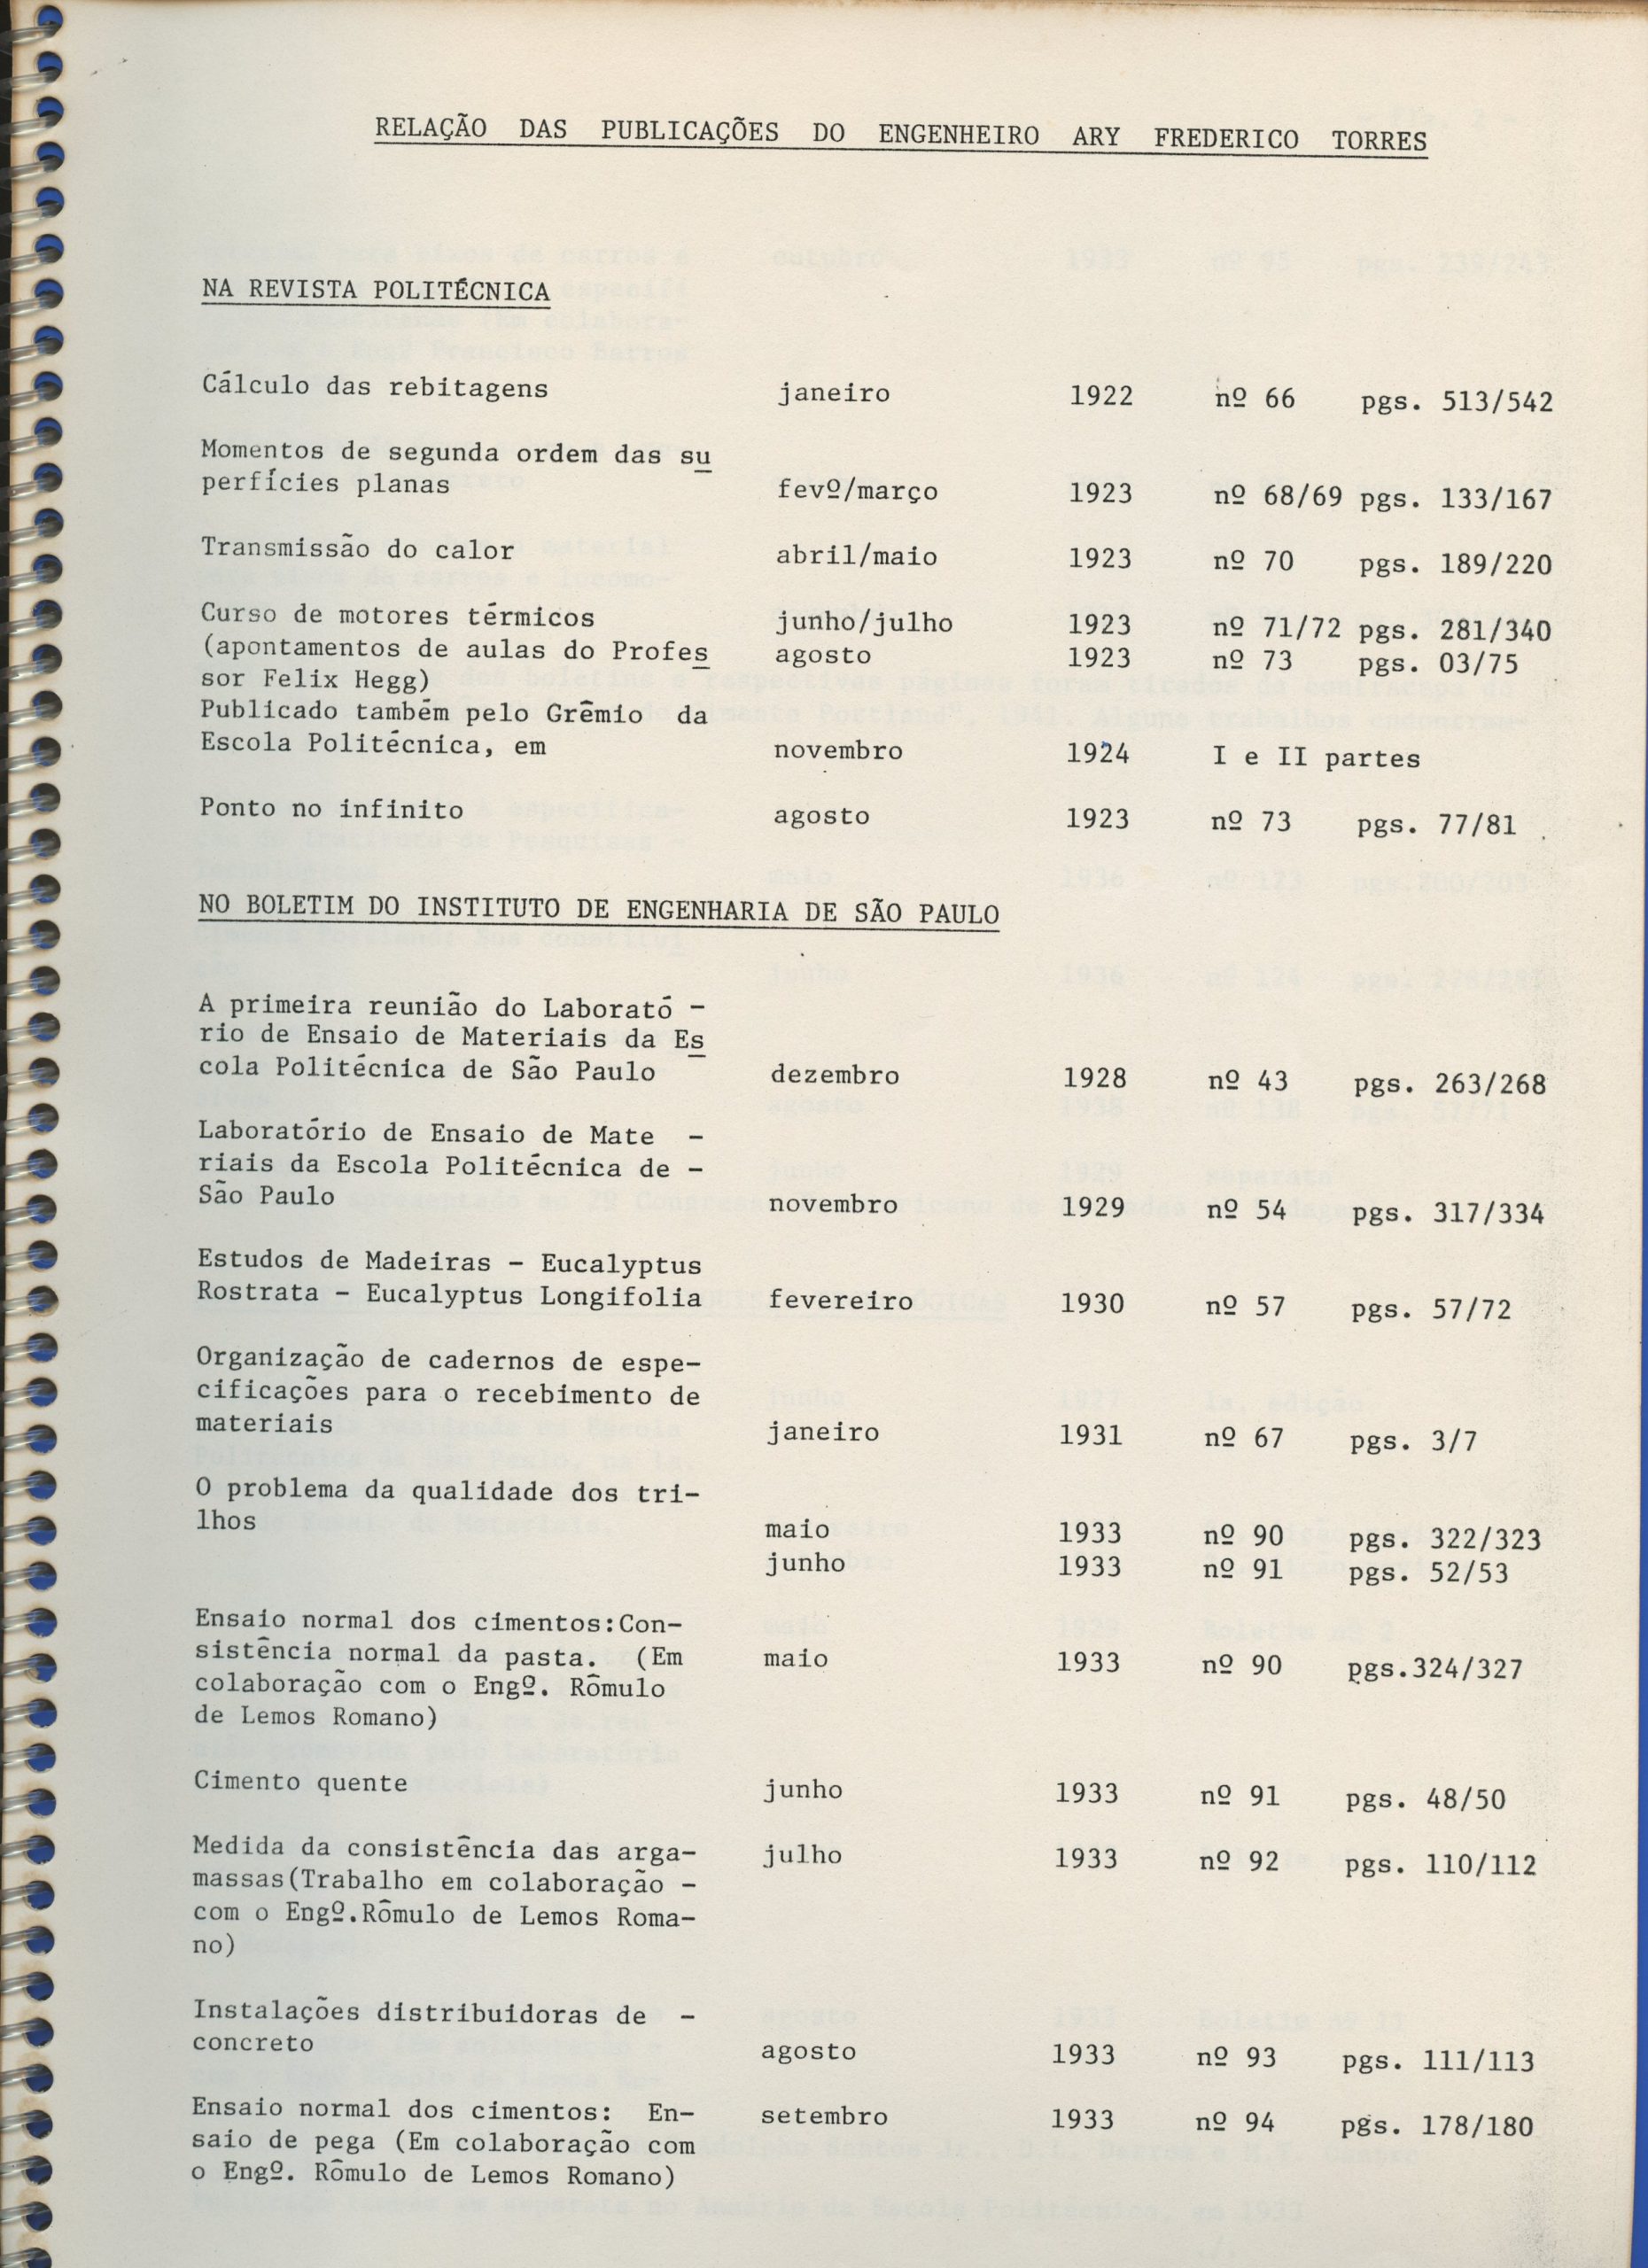 RELAÇÃO DAS PUBLICAÇÕES DO ENGENHEIRO ARY FREDERICO TORRES
NA REVISTA POLITÉCNICA
Cálculo das rebitagens janeiro 1922 nº 66 pgs. 513/542
Momentos de segunda ordem das su
perfícies planas fevº/março 1923 nº 68/69 pgs. 133/167
Transmissão do calor abril/maio 1923 nº 70 pgs. 189/220
Curso de motores térmicos junho/julho 1923 nº 71/72 pgs. 281/340
(apontamentos de aulas do Profes agosto 1923 nº 73 pgs. 03/75
sor Felix Hegg)
Publicado também pelo Grêmio da
Escola Politécnica, em novembro 1924 I e II partes
Ponto no infinito agosto 1923 nº 73 pgs. 77/81
NO BOLETIM DO INSTITUTO DE ENGENHARIA DE SÃO PAULO
A primeira reunião do Laborató -
rio de Ensaio de Materiais da Es
cola Politécnica de São Paulo dezembro 1928 nº 43 pgs. 263/268
Laboratório de Ensaio de Mate -
riais da Escola Politécnica de -
São Paulo novembro 1929 nº 54 pgs. 317/334
Estudos de Madeiras - Eucalyptus
Rostrata - Eucalyptus Longifolia fevereiro 1930 nº 57 pgs. 57/72
Organização de cadernos de espe-
cificações para o recebimento de
materiais janeiro 1931 nº 67 pgs. 3/7
O problema da qualidade dos tri-
lhos maio 1933 nº 90 pgs. 322/323
junho 1933 nº 91 pgs. 52/53
Ensaio normal dos cimentos:Con-
sistência normal da pasta. (Em maio 1933 nº 90 pgs.324/327
colaboração com o Engº. Rômulo
de Lemos Romano)
Cimento quente junho 1933 nº 91 pgs. 48/50
Medida da consistência das arga- julho 1933 nº 92 pgs. 110/112
massas(Trabalho em colaboração -
com o Engº.Rômulo de Lemos Roma-
no)
Instalações distribuidoras de -
concreto agosto 1933 nº 93 pgs. 111/113
Ensaio normal dos cimentos: En- setembro 1933 nº 94 pgs. 178/180
saio de pega (Em colaboração com
o Engº. Rômulo de Lemos Romano)